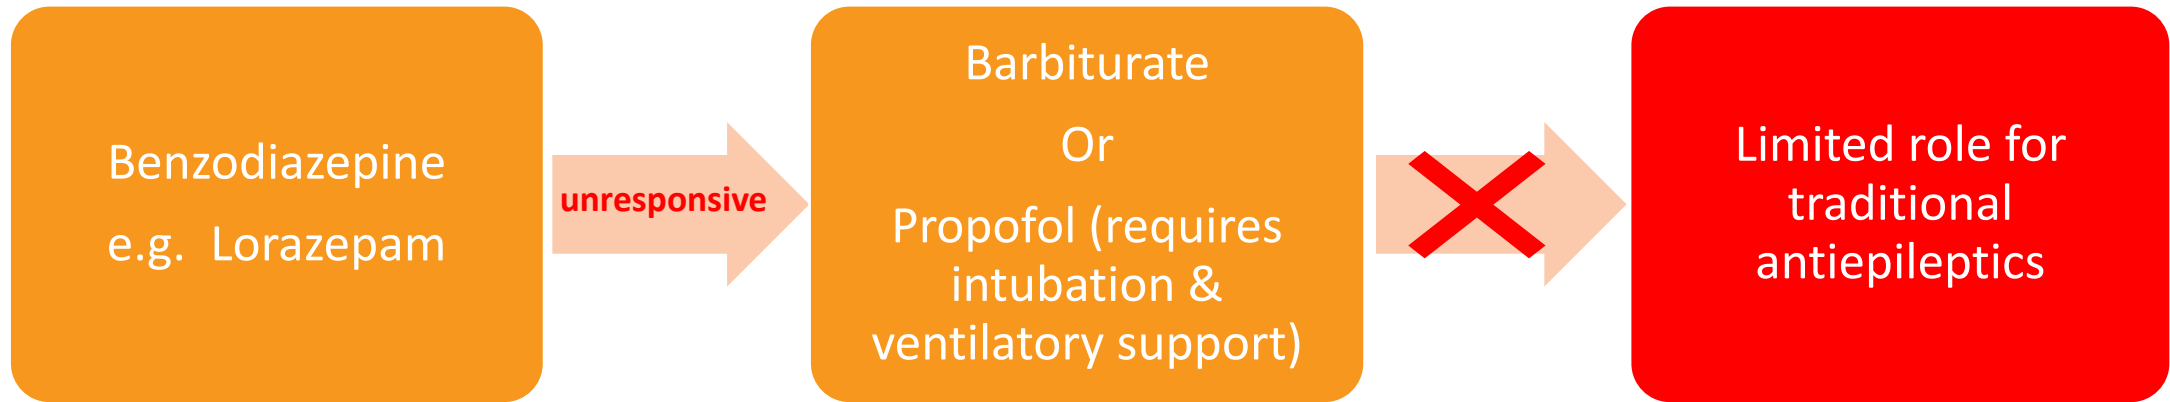 Benzodiazepine
e.g.  Lorazepam
unresponsive
Barbiturate
Or
Propofol (requires
intubation &
ventilatory support)
Limited role for
traditional
antiepileptics